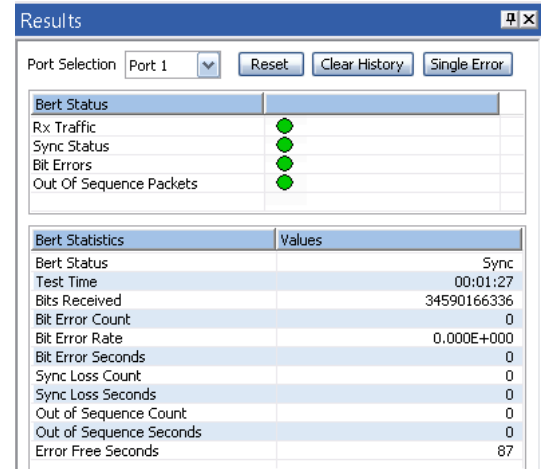 Results
Port Selection Port 1 Reset Clear History Single Error
Bert Status
Rx Traffic
Sync Status
Bit Errors
Out Of Sequence Packets
Bert Statistics Values
Bert Status Sync
Test Time 00:01:27
Bits Received 34590166336
Bit Error Count 0
Bit Error Rate 0.000E+000
Bit Error Seconds 0
Sync Loss Count 0
Sync Loss Seconds 0
Out of Sequence Count 0
Out of Sequence Seconds 0
Error Free Seconds 87